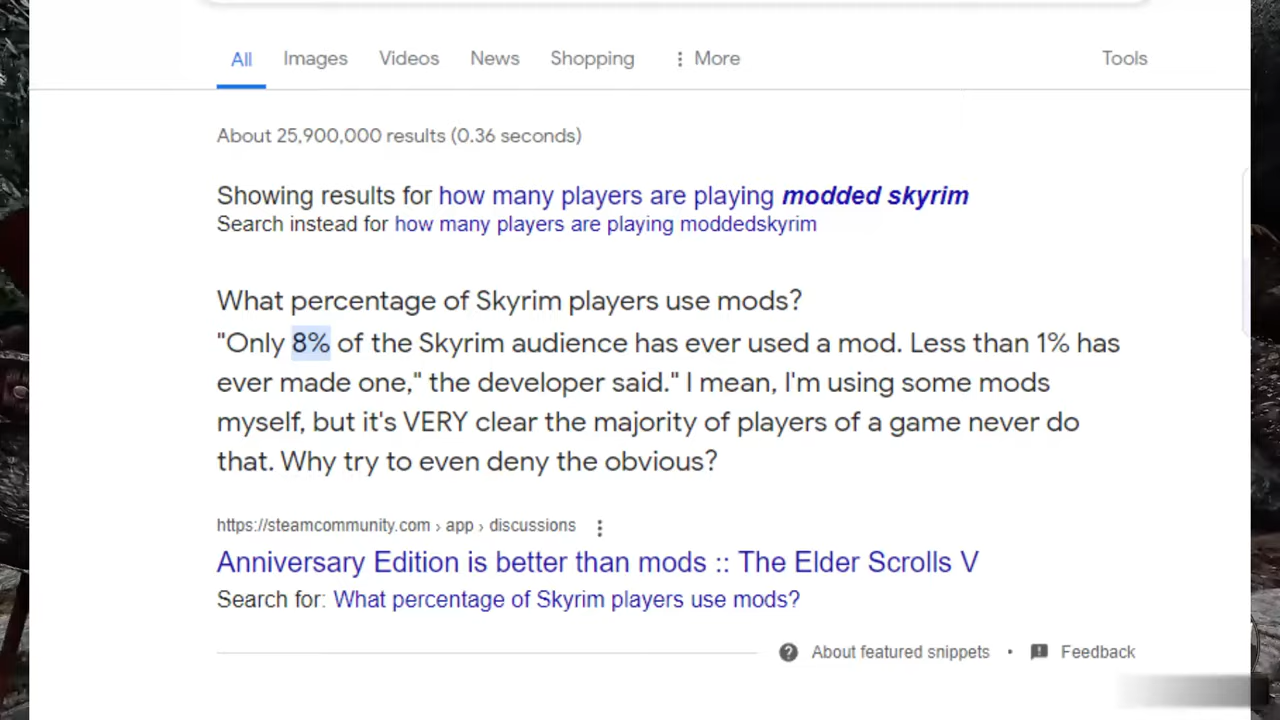 All Images Videos News Shopping More Tools
About 25,900,000 results (0.36 seconds)
Showing results for how many players are playing modded skyrim
Search instead for how many players are playing moddedskyrim
What percentage of Skyrim players use mods?
"Only 8% of the Skyrim audience has ever used a mod. Less than 1% has
ever made one," the developer said." I mean, I'm using some mods
myself, but it's VERY clear the majority of players of a game never do
that. Why try to even deny the obvious?
https://steamcommunity.com › app › discussions
Anniversary Edition is better than mods :: The Elder Scrolls V
Search for: What percentage of Skyrim players use mods?
About featured snippets • Feedback